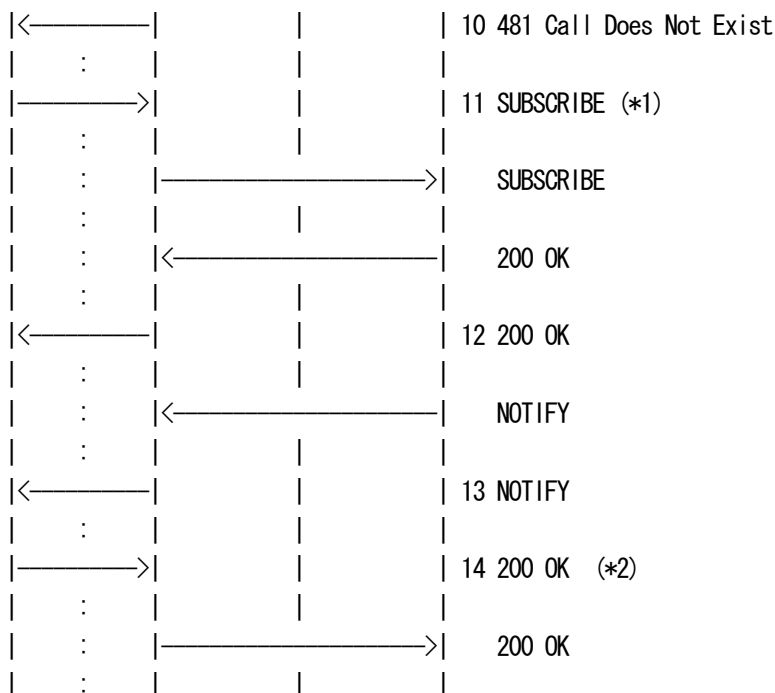 |<----------|           |           | 10 481 Call Does Not Exist
|     :     |           |           |
|---------->|           |           | 11 SUBSCRIBE (*1)
|     :     |           |           |
|     :     |---------------------->|    SUBSCRIBE
|     :     |           |           |
|     :     |<----------------------|    200 OK
|     :     |           |           |
|<----------|           |           | 12 200 OK
|     :     |           |           |
|     :     |<----------------------|    NOTIFY
|     :     |           |           |
|<----------|           |           | 13 NOTIFY
|     :     |           |           |
|---------->|           |           | 14 200 OK  (*2)
|     :     |           |           |
|     :     |---------------------->|    200 OK
|     :     |           |           |